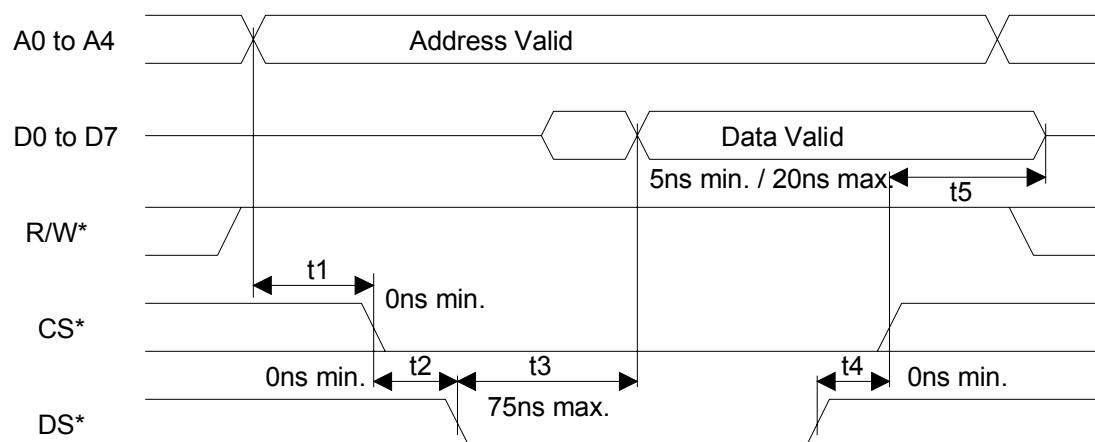 A0 to A4
Address Valid
D0 to D7
Data Valid
5ns min. / 20ns max.
t5
R/W*
t1
0ns min.
CS*
0ns min.
t2
t3
t4
0ns min.
75ns max.
DS*